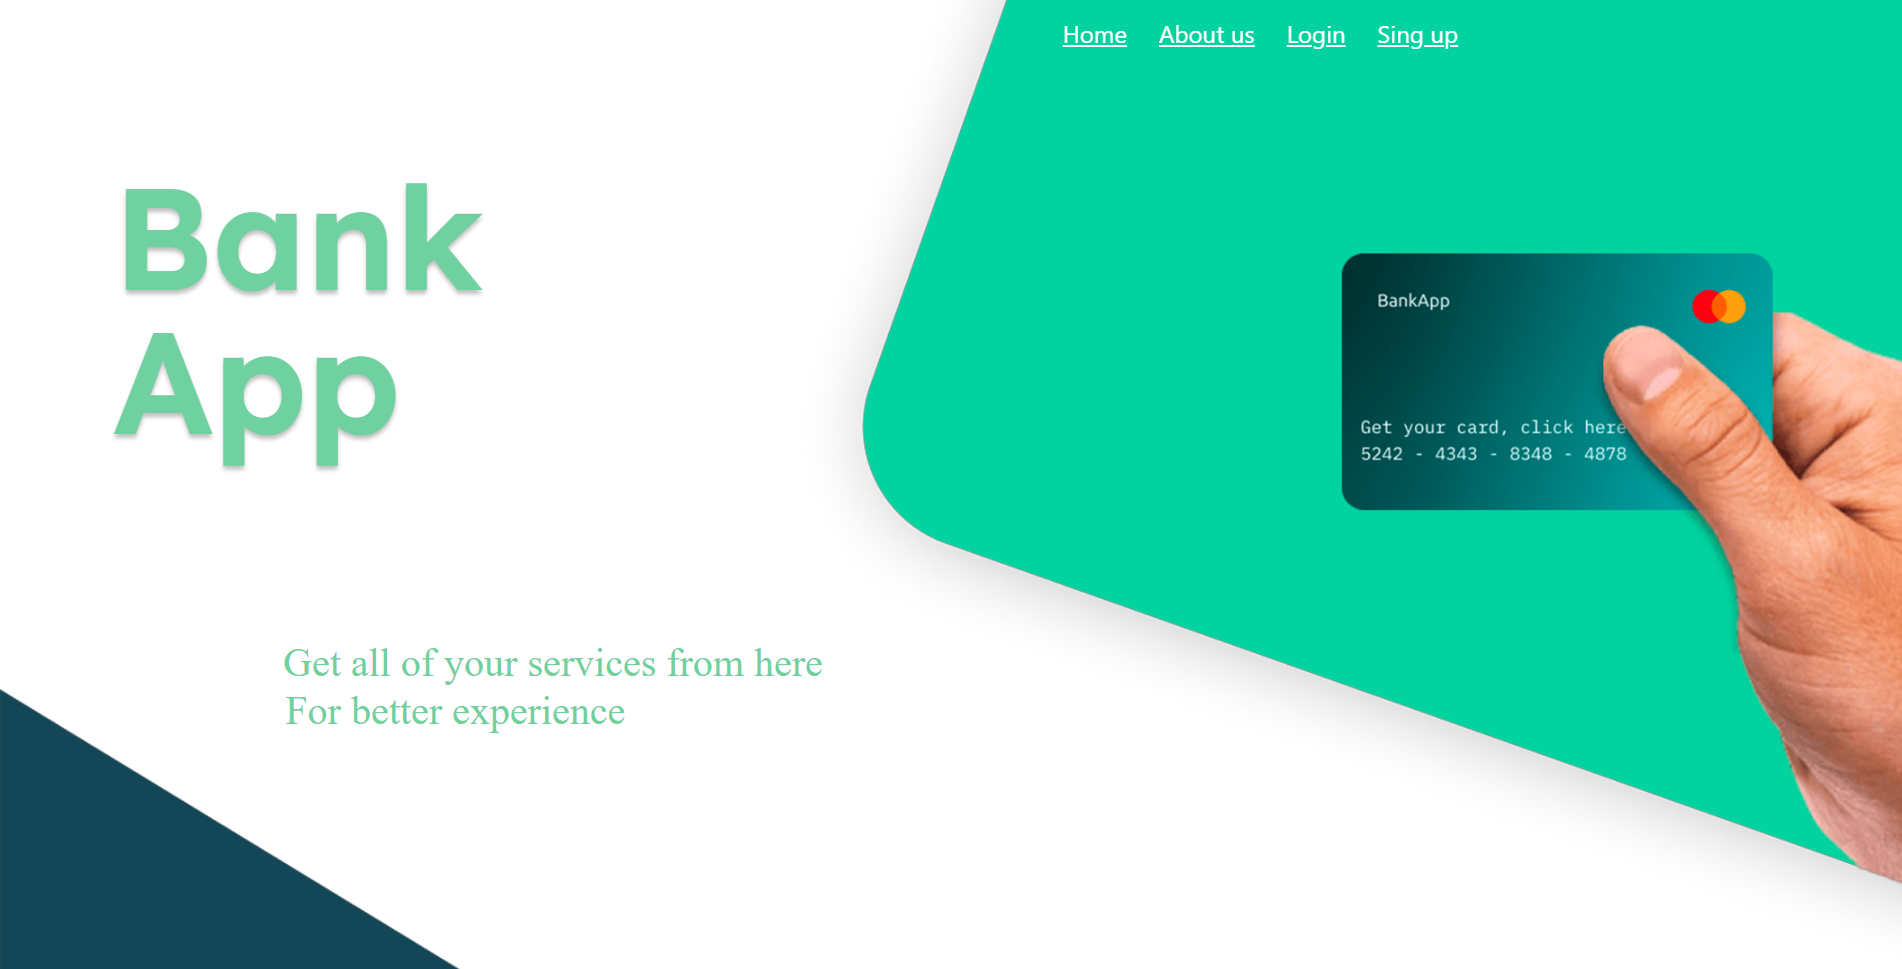 Home About us Login Sing up
Bank
App
BankApp
Get your card, click here
5242 - 4343 - 8348 - 4878
Get all of your services from here
For better experience